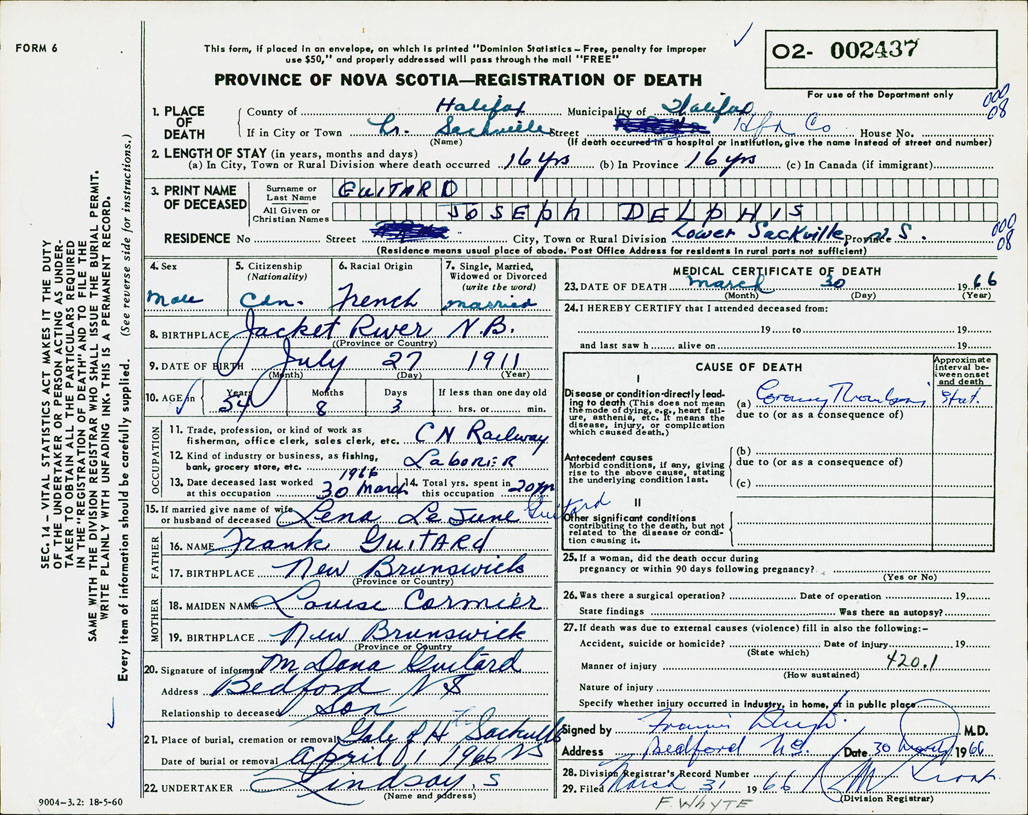 FORM 6
This form, if placed in an envelope, on which is printed "Dominion Statistics – Free, penalty for improper
use $50," and properly addressed will pass through the mail "FREE"
PROVINCE OF NOVA SCOTIA—REGISTRATION OF DEATH
02- 002437
For use of the Department only
000
08
1. PLACE OF DEATH
County of Halifax Municipality of Halifax
If in City or Town Lr. Sackville Street Hfx Co House No.
(Name) (If death occurred in a hospital or institution, give the name instead of street and number)
2. LENGTH OF STAY (in years, months and days)
(a) In City, Town or Rural Division where death occurred 16 yrs (b) In Province 16 yrs (c) In Canada (if immigrant)
3. PRINT NAME OF DECEASED
Surname or Last Name GUITARD
All Given or Christian Names JOSEPH DELPHIS
000
08
RESIDENCE No Street City, Town or Rural Division Lower Sackville Province N.S.
(Residence means usual place of abode. Post Office Address for residents in rural parts not sufficient)
4. Sex Male
5. Citizenship (Nationality) Cdn.
6. Racial Origin French
7. Single, Married, Widowed or Divorced (write the word) married
8. BIRTHPLACE Jacket River N.B.
(Province or Country)
9. DATE OF BIRTH July 27 1911
(Month) (Day) (Year)
10. AGE in Years 54 Months 8 Days 3 If less than one day old hrs. or min.
OCCUPATION
11. Trade, profession, or kind of work as
fisherman, office clerk, sales clerk, etc. CN Railway
12. Kind of industry or business, as fishing,
bank, grocery store, etc. LaborER
13. Date deceased last worked at this occupation 1966 30 March
14. Total yrs. spent in this occupation 20 yrs
15. If married give name of wife
or husband of deceased Lena LeJune Guitard
FATHER
16. NAME Frank Guitard
17. BIRTHPLACE New Brunswick
(Province or Country)
MOTHER
18. MAIDEN NAME Louise Cormier
19. BIRTHPLACE New Brunswick
(Province or Country)
20. Signature of informant Mr Dana Guitard
Address Bedford NS
Relationship to deceased Son
21. Place of burial, cremation or removal Gate of H Sackville
Date of burial or removal April 1 1966 NS
22. UNDERTAKER Lindsay, S
(Name and address)
9004–3.2: 18-5-60
MEDICAL CERTIFICATE OF DEATH
23. DATE OF DEATH March 30 1966
(Month) (Day) (Year)
24. I HEREBY CERTIFY that I attended deceased from:
19 to 19
and last saw h alive on 19
CAUSE OF DEATH
Approximate interval between onset and death
I
Disease or condition directly leading to death (This does not mean the mode of dying, e.g., heart failure, asthenia, etc. It means the disease, injury, or complication which caused death.)
(a) Coronary Thrombosis Stat.
due to (or as a consequence of)
Antecedent causes
Morbid conditions, if any, giving rise to the above cause, stating the underlying condition last.
(b)
due to (or as a consequence of)
(c)
II
Other significant conditions
contributing to the death, but not related to the disease or condition causing it.
25. If a woman, did the death occur during
pregnancy or within 90 days following pregnancy?
(Yes or No)
26. Was there a surgical operation? Date of operation 19
State findings Was there an autopsy?
27. If death was due to external causes (violence) fill in also the following:–
Accident, suicide or homicide? Date of injury 19
(State which)
420.1
Manner of injury
(How sustained)
Nature of injury
Specify whether injury occurred in Industry, in home, or in public place
Signed by M.D.
Address Bedford N.S. Date 30 1966
28. Division Registrar's Record Number
29. Filed March 31 1966
(Division Registrar)
F. WHYTE
SEC. 14 – VITAL STATISTICS ACT MAKES IT THE DUTY
OF THE UNDERTAKER OR PERSON ACTING AS UNDER-
TAKER TO OBTAIN ALL THE PARTICULARS REQUIRED
IN THE "REGISTRATION OF DEATH" AND TO FILE THE
SAME WITH THE DIVISION REGISTRAR WHO SHALL ISSUE THE BURIAL PERMIT.
WRITE PLAINLY WITH UNFADING INK. THIS IS A PERMANENT RECORD.
Every item of information should be carefully supplied. (See reverse side for instructions.)